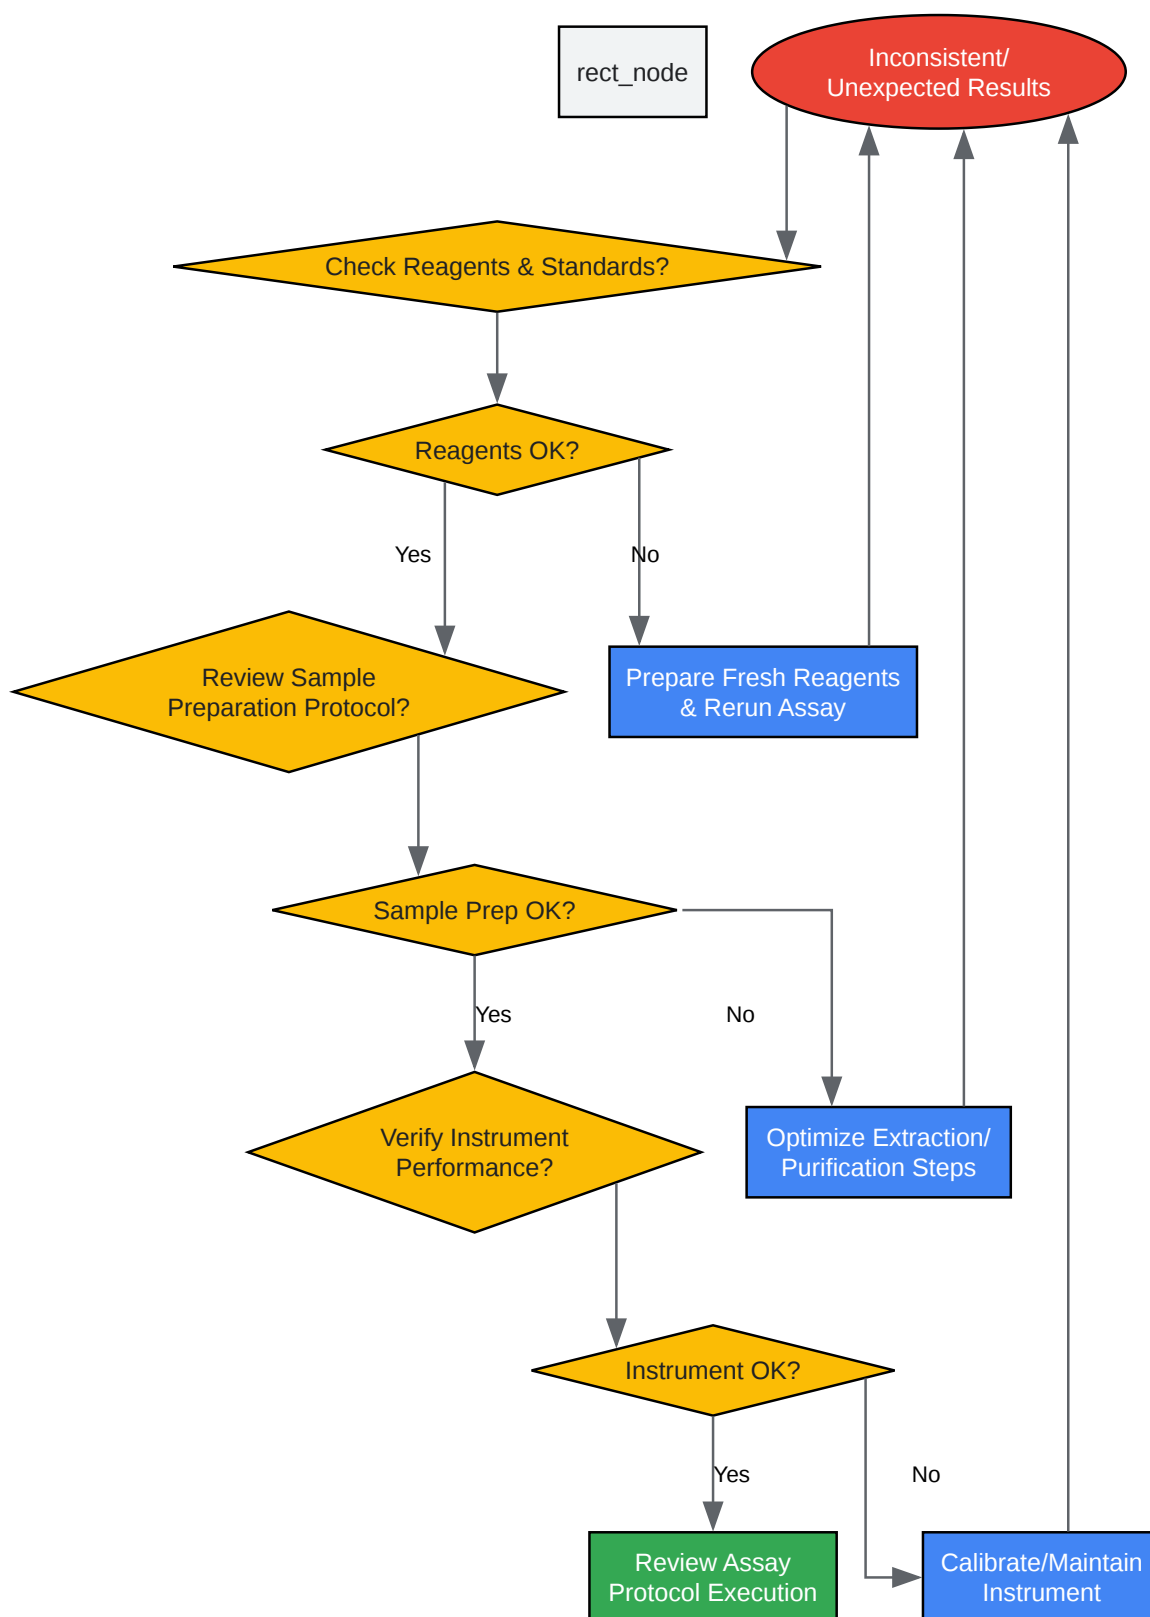 rect_node
Inconsistent/
Unexpected Results
Check Reagents & Standards?
Reagents OK?
Yes
No
Review Sample
Preparation Protocol?
Prepare Fresh Reagents
& Rerun Assay
Sample Prep OK?
Yes
No
Verify Instrument
Performance?
Optimize Extraction/
Purification Steps
Instrument OK?
Yes
No
Review Assay
Protocol Execution
Calibrate/Maintain
Instrument